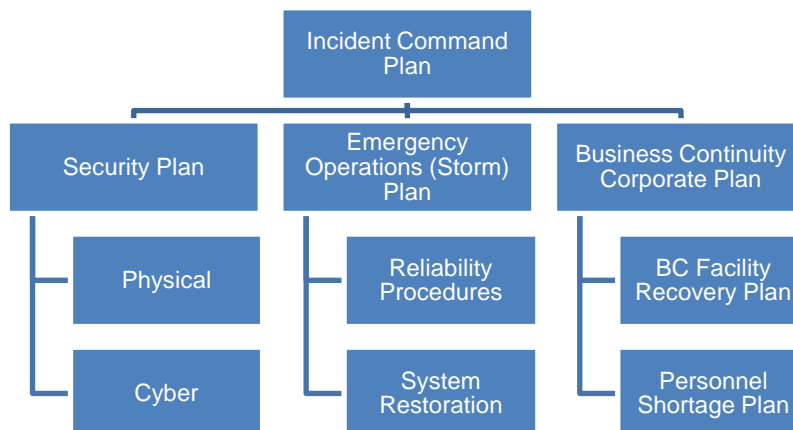 Incident Command
Plan
Security Plan
Emergency
Operations (Storm)
Plan
Business Continuity
Corporate Plan
Physical
Reliability
Procedures
BC Facility
Recovery Plan
Cyber
System
Restoration
Personnel
Shortage Plan